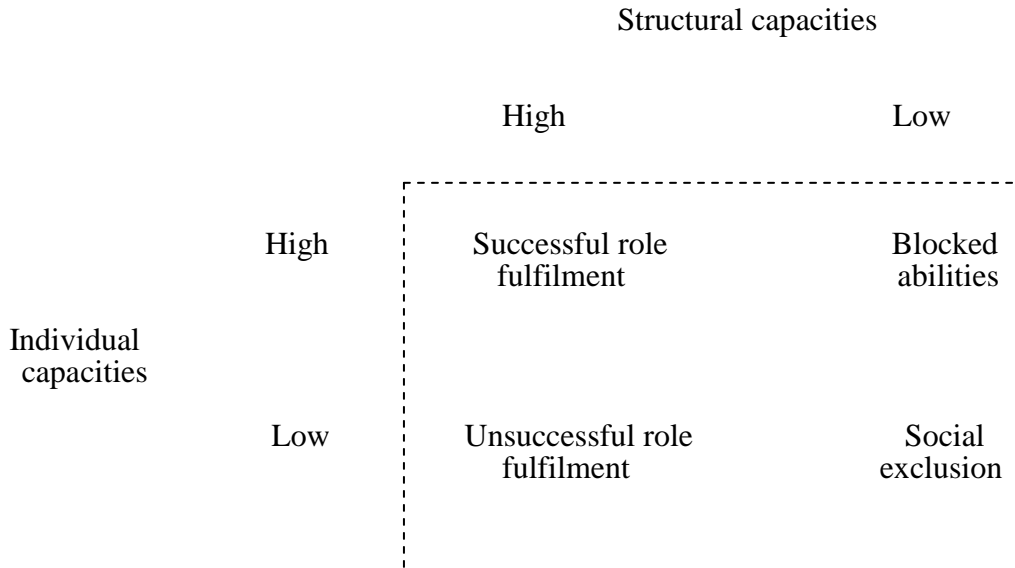 Structural capacities
High Low
High Successful role Blocked
fulfilment abilities
Individual
capacities
Low Unsuccessful role Social
fulfilment exclusion